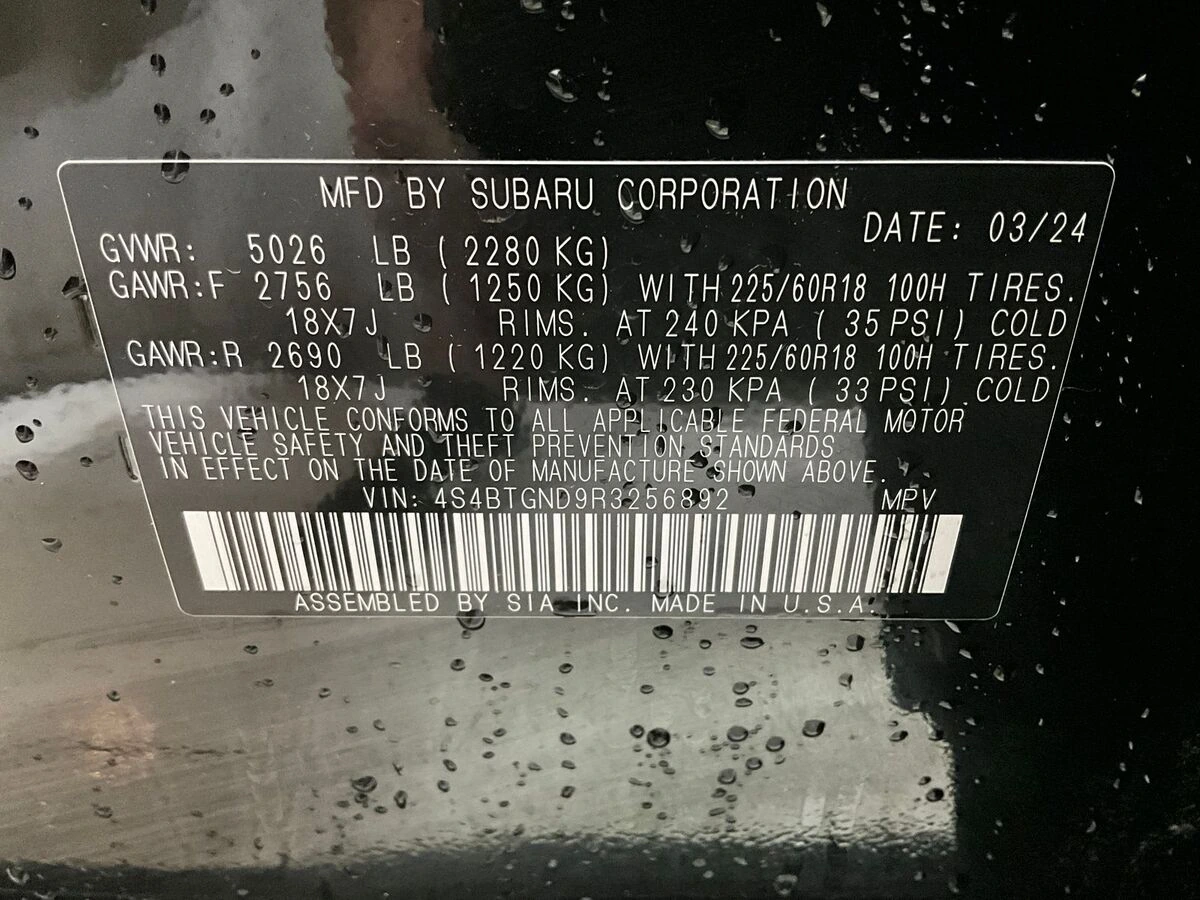 MFD BY SUBARU CORPORATION
DATE: 03/24
GVWR: 5026 LB ( 2280 KG)
GAWR:F 2756 LB ( 1250 KG) WITH 225/60R18 100H TIRES.
18X7J RIMS. AT 240 KPA ( 35 PSI) COLD
GAWR:R 2690 LB ( 1220 KG) WITH 225/60R18 100H TIRES.
18X7J RIMS. AT 230 KPA ( 33 PSI) COLD
THIS VEHICLE CONFORMS TO ALL APPLICABLE FEDERAL MOTOR
VEHICLE SAFETY AND THEFT PREVENTION STANDARDS
IN EFFECT ON THE DATE OF MANUFACTURE SHOWN ABOVE.
VIN: 4S4BTGND9R3256892 MPV
ASSEMBLED BY SIA INC. MADE IN U.S.A.